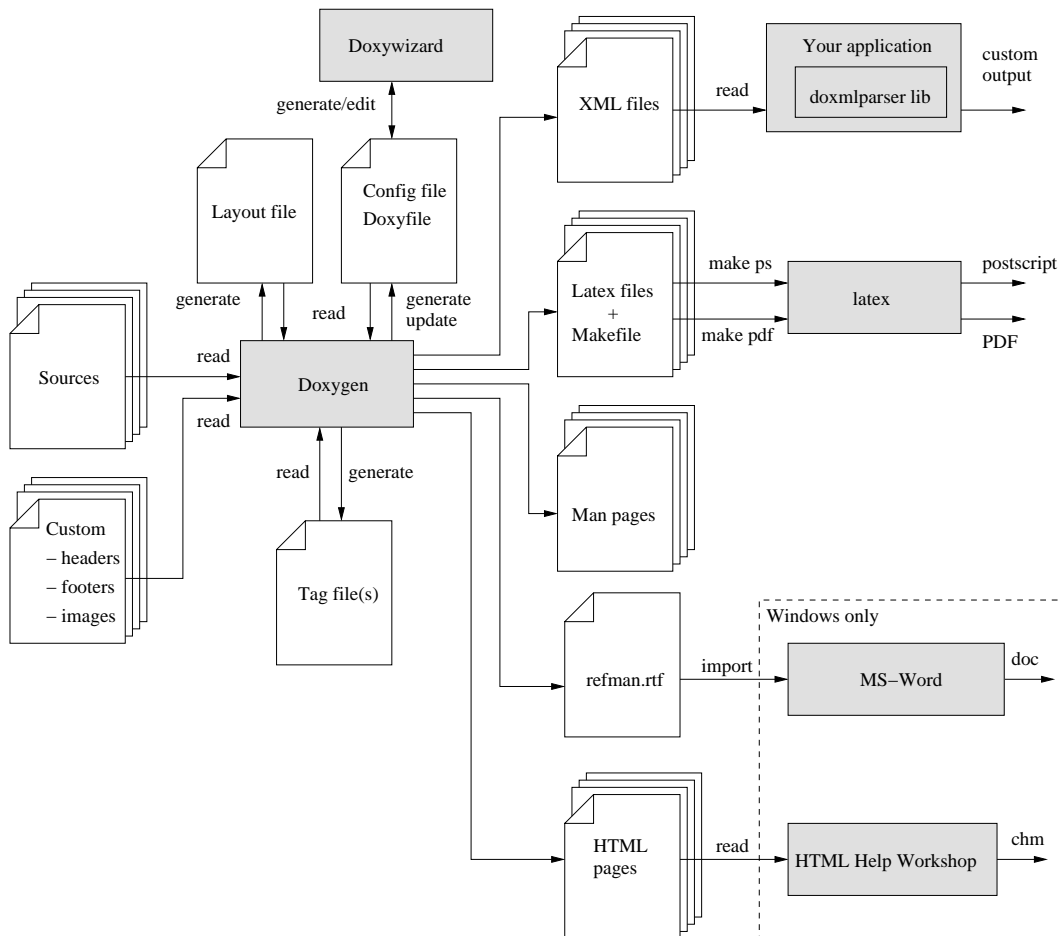 Doxywizard
generate/edit
Layout file
Config file
Doxyfile
generate
read
generate
update
Sources
read
Doxygen
read
Custom
– headers
– footers
– images
read
generate
Tag file(s)
XML files
read
Your application
doxmlparser lib
custom
output
Latex files
+
Makefile
make ps
make pdf
latex
postscript
PDF
Man pages
refman.rtf
import
Windows only
MS–Word
doc
HTML
pages
read
HTML Help Workshop
chm